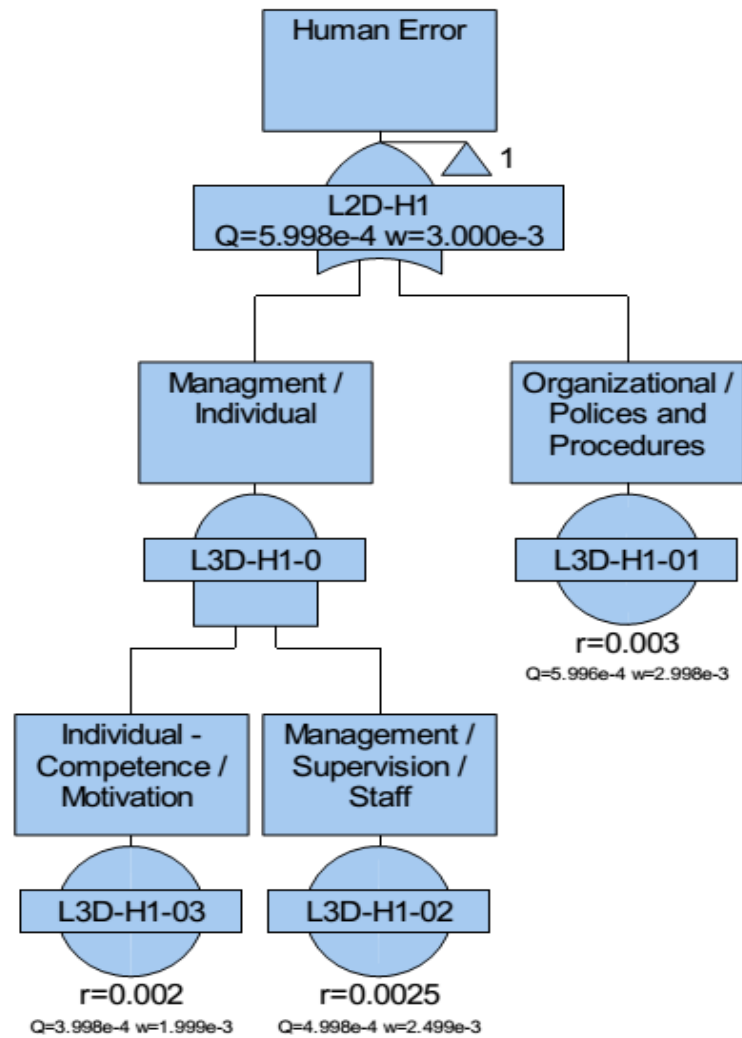 Human Error
1
L2D-H1
Q=5.998e-4 w=3.000e-3
Managment /
Individual
Organizational /
Polices and
Procedures
L3D-H1-0
L3D-H1-01
r=0.003
Q=5.996e-4 w=2.998e-3
Individual -
Competence /
Motivation
Management /
Supervision /
Staff
L3D-H1-03
L3D-H1-02
r=0.002
r=0.0025
Q=3.998e-4 w=1.999e-3
Q=4.998e-4 w=2.499e-3